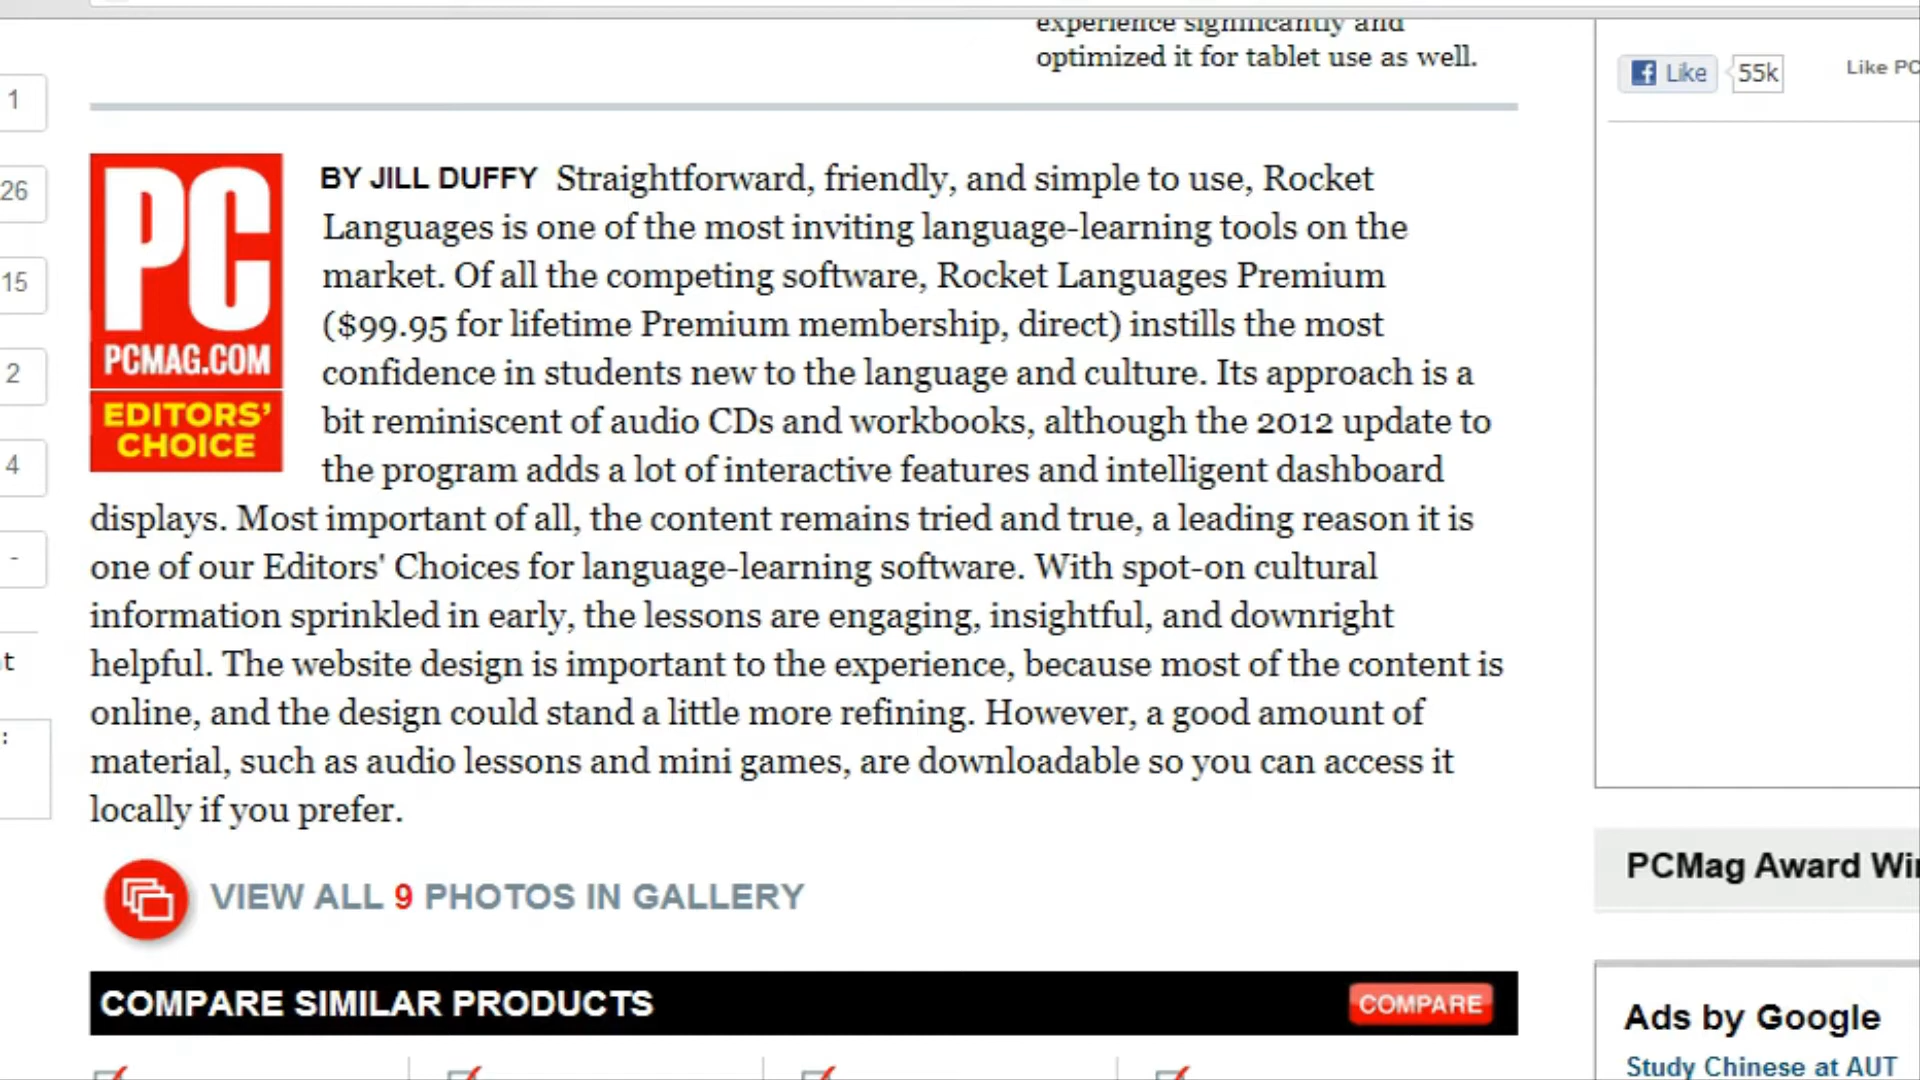 experience significantly and
optimized it for tablet use as well.
Like
55k
Like PC
1
26
15
2
4
-
PC
PCMAG.COM
EDITORS'
CHOICE
BY JILL DUFFY Straightforward, friendly, and simple to use, Rocket
Languages is one of the most inviting language-learning tools on the
market. Of all the competing software, Rocket Languages Premium
($99.95 for lifetime Premium membership, direct) instills the most
confidence in students new to the language and culture. Its approach is a
bit reminiscent of audio CDs and workbooks, although the 2012 update to
the program adds a lot of interactive features and intelligent dashboard
displays. Most important of all, the content remains tried and true, a leading reason it is
one of our Editors' Choices for language-learning software. With spot-on cultural
information sprinkled in early, the lessons are engaging, insightful, and downright
helpful. The website design is important to the experience, because most of the content is
online, and the design could stand a little more refining. However, a good amount of
material, such as audio lessons and mini games, are downloadable so you can access it
locally if you prefer.
VIEW ALL 9 PHOTOS IN GALLERY
COMPARE SIMILAR PRODUCTS
COMPARE
PCMag Award Wi
Ads by Google
Study Chinese at AUT